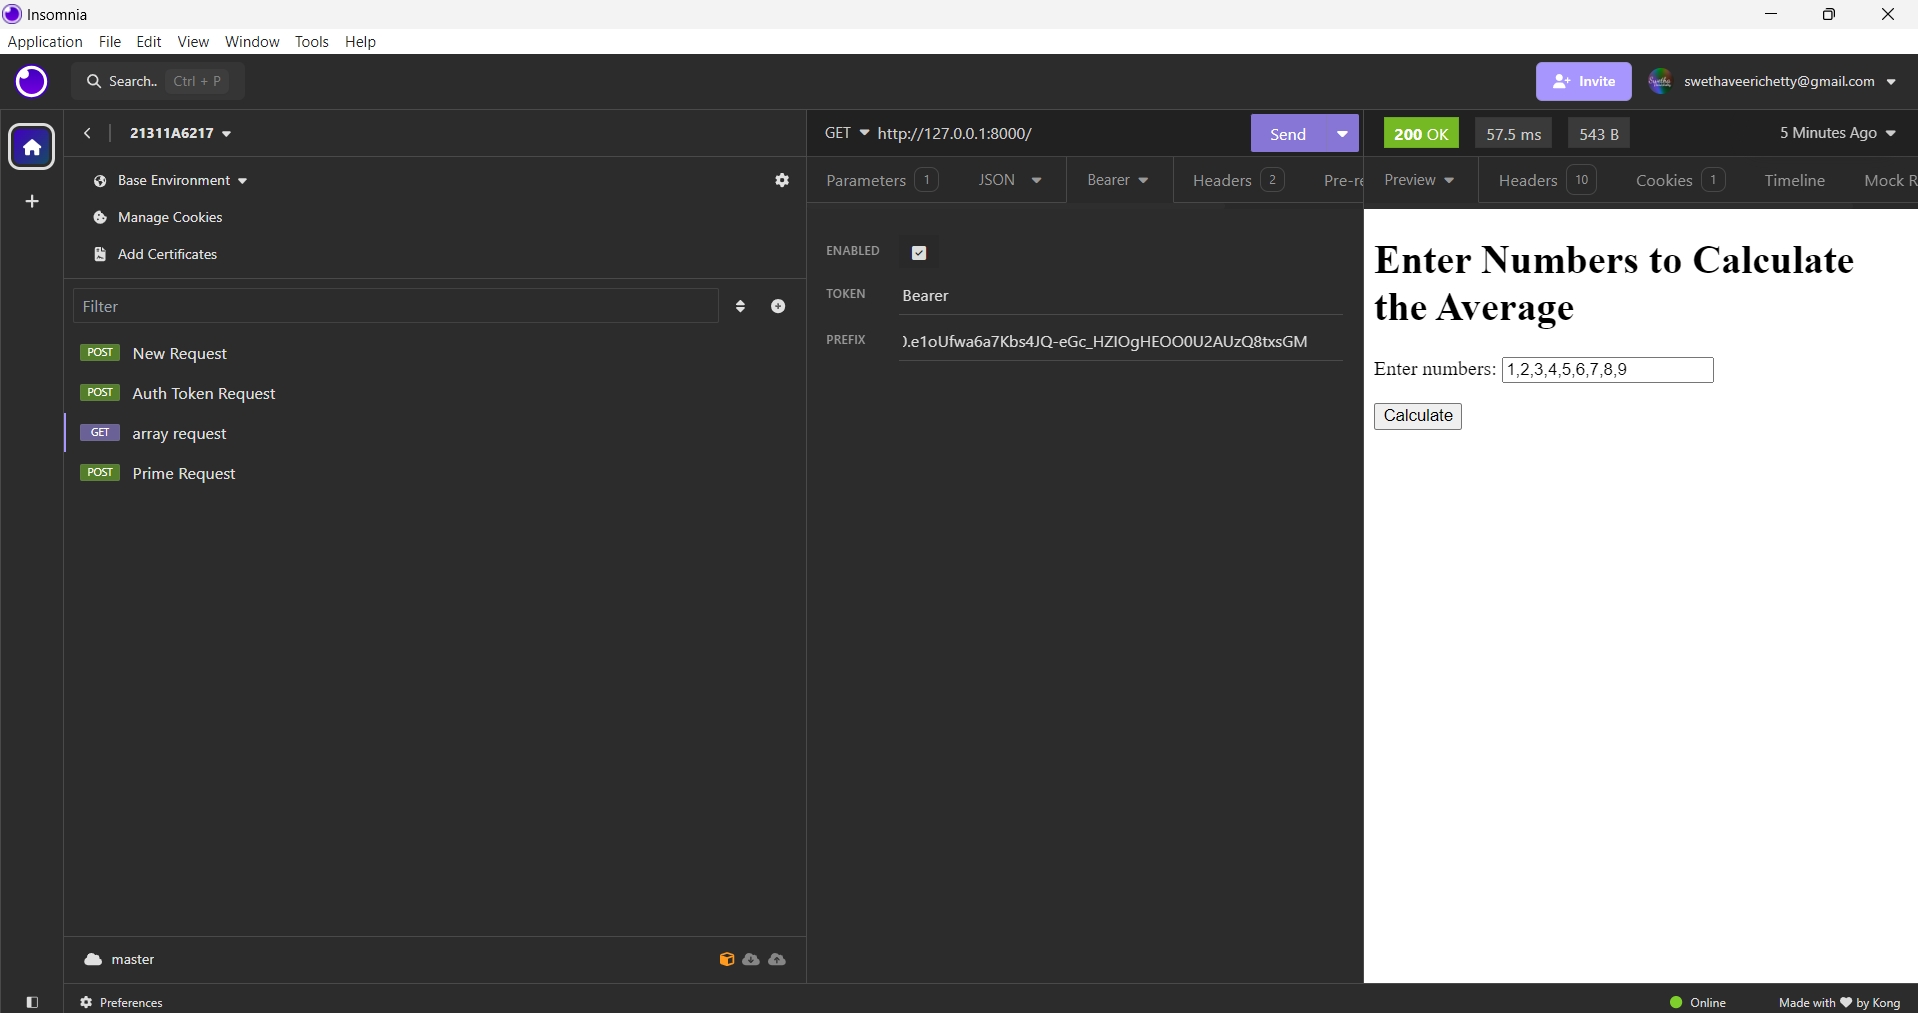 Insomnia
Application File Edit View Window Tools Help
Search.. Ctrl + P
Invite
swethaveerichetty@gmail.com
21311A6217
Base Environment
Manage Cookies
Add Certificates
Filter
POST New Request
POST Auth Token Request
GET array request
POST Prime Request
master
Preferences
GET http://127.0.0.1:8000/
Send
Parameters 1 JSON Bearer Headers 2 Pre-re
ENABLED
TOKEN Bearer
PREFIX ).e1oUfwa6a7Kbs4JQ-eGc_HZIOgHEOO0U2AUzQ8txsGM
200 OK 57.5 ms 543 B 5 Minutes Ago
Preview Headers 10 Cookies 1 Timeline Mock R
Enter Numbers to Calculate
the Average
Enter numbers: 1,2,3,4,5,6,7,8,9
Calculate
Online
Made with ❤ by Kong